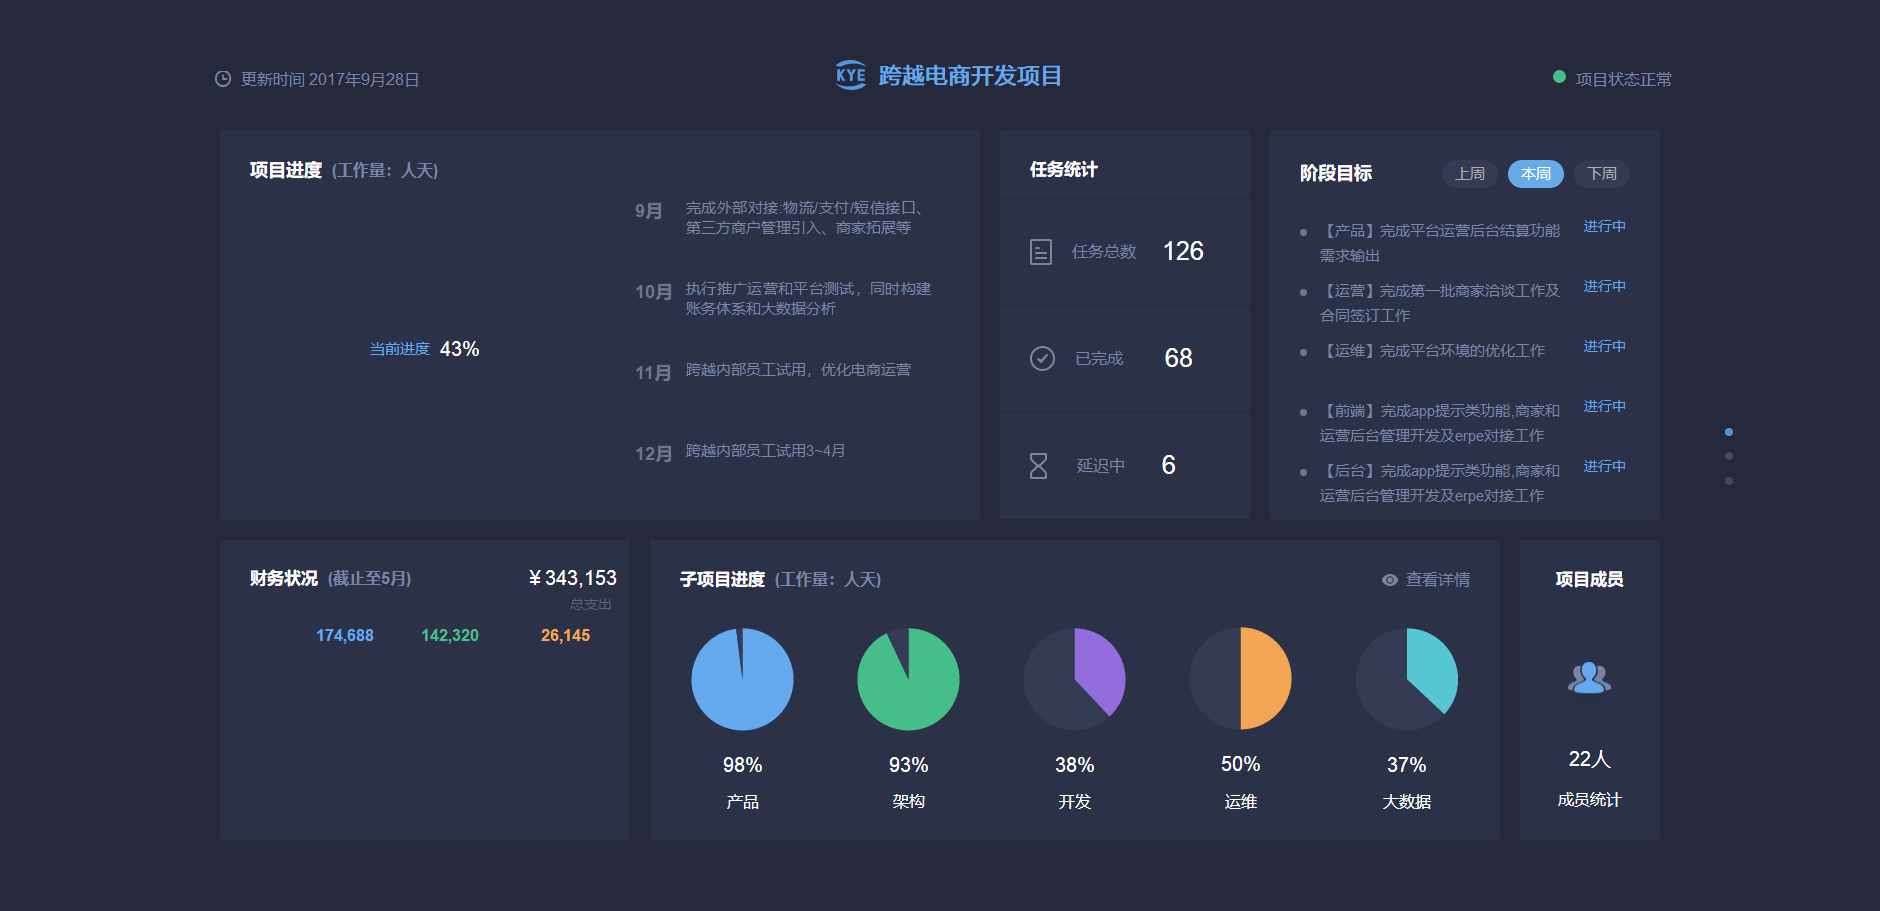 更新时间 2017年9月28日
KYE 跨越电商开发项目
项目状态正常
项目进度 (工作量：人天)
9月 完成外部对接:物流/支付/短信接口、
第三方商户管理引入、商家拓展等
10月 执行推广运营和平台测试，同时构建
账务体系和大数据分析
当前进度 43%
11月 跨越内部员工试用，优化电商运营
12月 跨越内部员工试用3~4月
任务统计
任务总数 126
已完成 68
延迟中 6
阶段目标 上周 本周 下周
【产品】完成平台运营后台结算功能 进行中
需求输出
【运营】完成第一批商家洽谈工作及 进行中
合同签订工作
【运维】完成平台环境的优化工作 进行中
【前端】完成app提示类功能,商家和 进行中
运营后台管理开发及erpe对接工作
【后台】完成app提示类功能,商家和 进行中
运营后台管理开发及erpe对接工作
财务状况 (截止至5月) ¥343,153
总支出
174,688 142,320 26,145
子项目进度 (工作量：人天) 查看详情
98% 93% 38% 50% 37%
产品 架构 开发 运维 大数据
项目成员
22人
成员统计